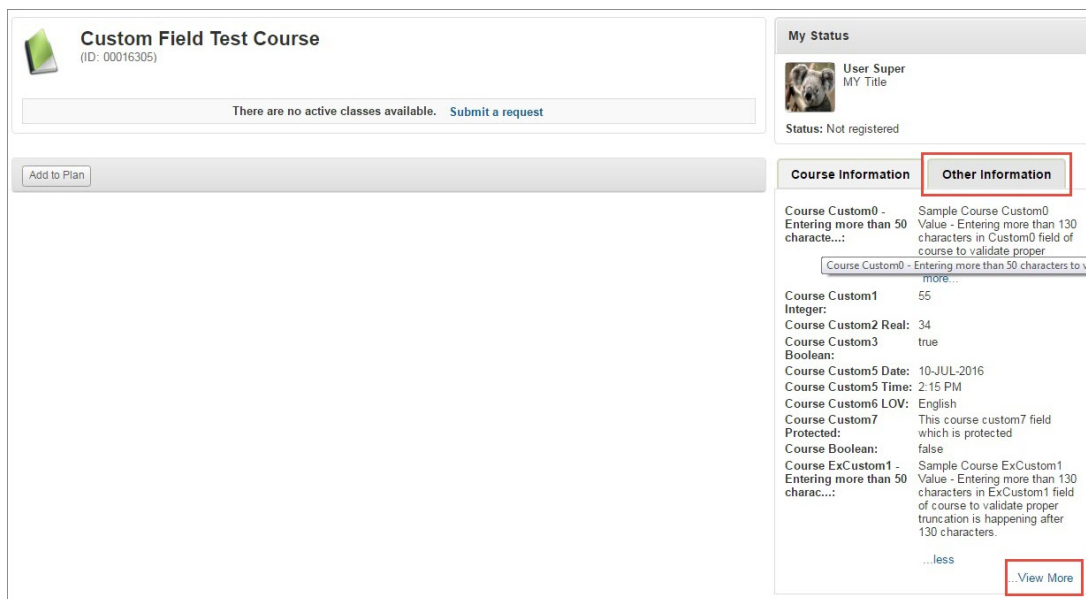 Custom Field Test Course
(ID: 00016305)
There are no active classes available. Submit a request
Add to Plan
My Status
User Super
MY Title
Status: Not registered
Course Information
Other Information
Course Custom0 -
Entering more than 50
characte...:
Sample Course Custom0
Value - Entering more than 130
characters in Custom0 field of
course to validate proper
Course Custom0 - Entering more than 50 characters to v
more...
Course Custom1
Integer:
55
Course Custom2 Real: 34
Course Custom3
Boolean:
true
Course Custom5 Date: 10-JUL-2016
Course Custom5 Time: 2:15 PM
Course Custom6 LOV: English
Course Custom7
Protected:
This course custom7 field
which is protected
Course Boolean: false
Course ExCustom1 -
Entering more than 50
charac...:
Sample Course ExCustom1
Value - Entering more than 130
characters in ExCustom1 field
of course to validate proper
truncation is happening after
130 characters.
...less
...View More